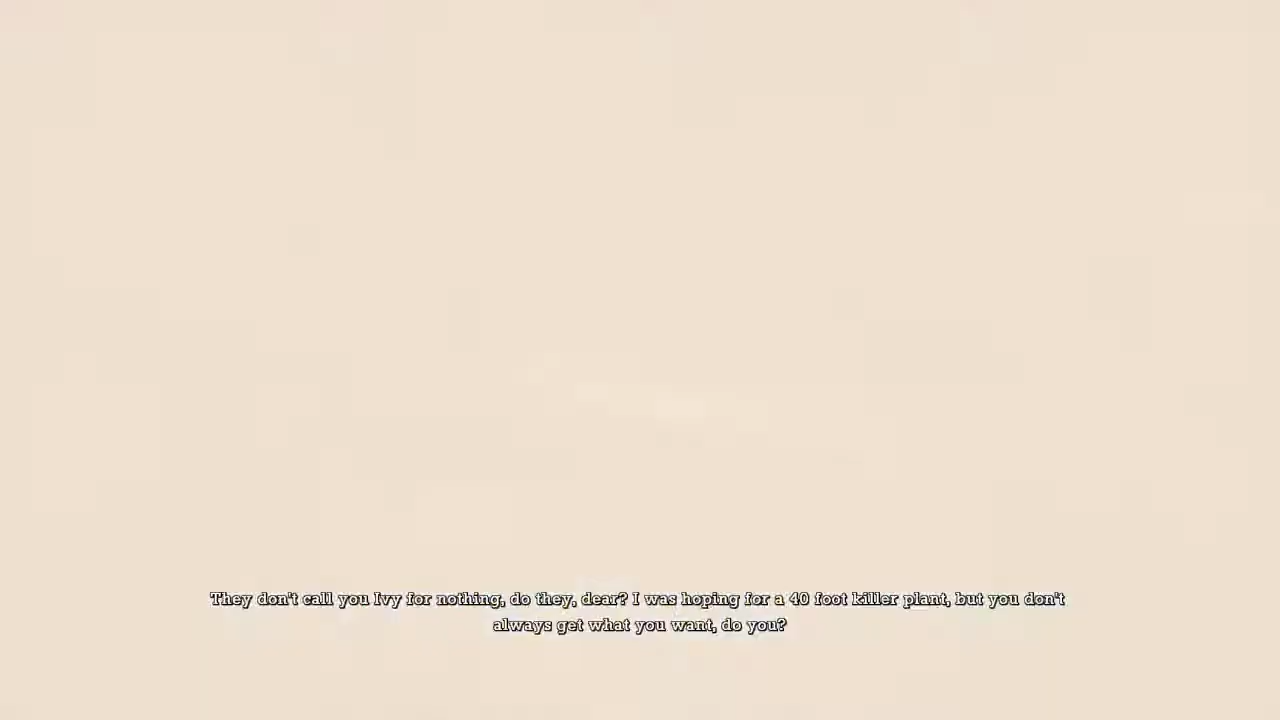 They don't call you Ivy for nothing, do they, dear? I was hoping for a 40 foot killer plant, but you don't
always get what you want, do you?